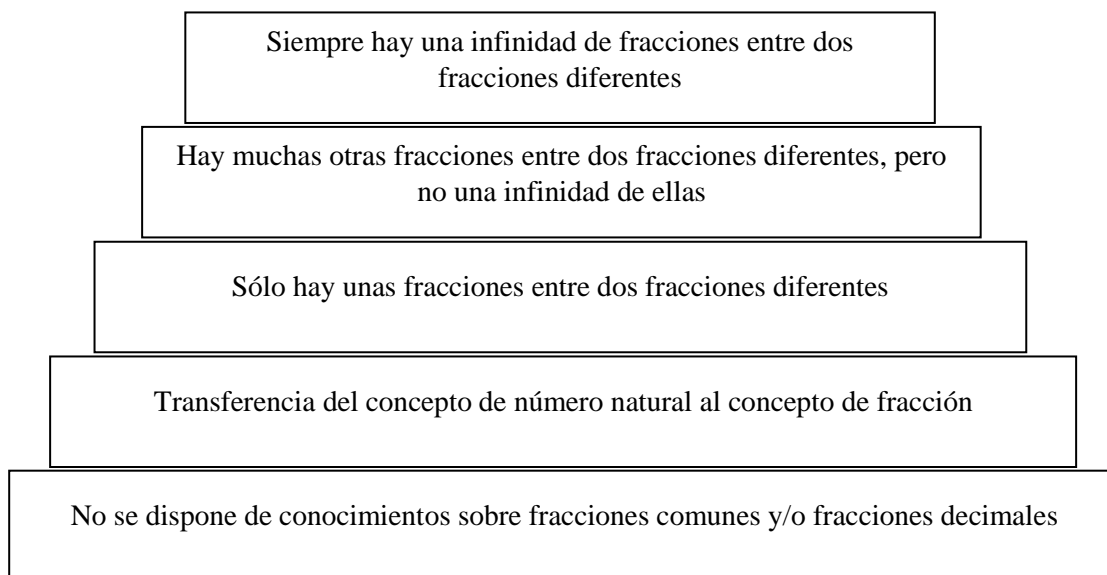 Siempre hay una infinidad de fracciones entre dos
fracciones diferentes
Hay muchas otras fracciones entre dos fracciones diferentes, pero
no una infinidad de ellas
Sólo hay unas fracciones entre dos fracciones diferentes
Transferencia del concepto de número natural al concepto de fracción
No se dispone de conocimientos sobre fracciones comunes y/o fracciones decimales